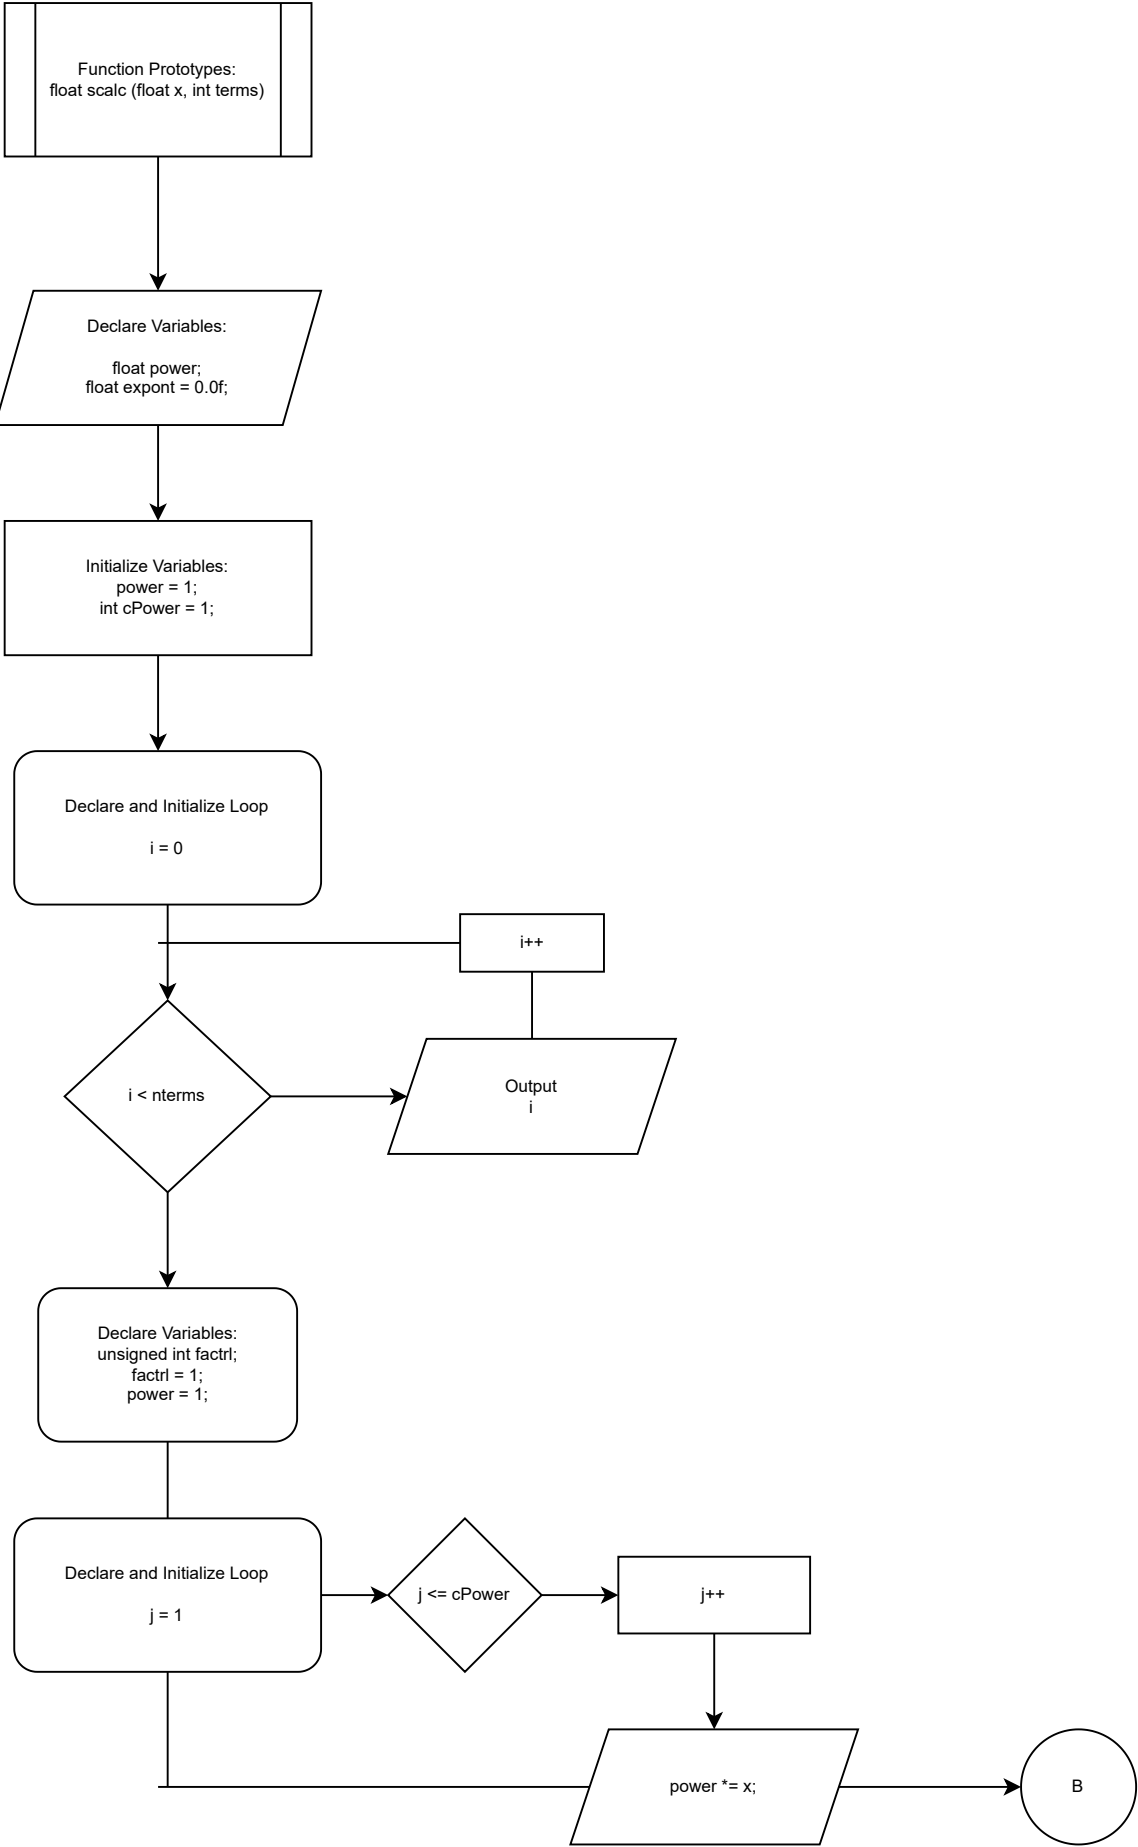 Function Prototypes:
float scalc (float x, int terms)
Declare Variables:
float power;
float expont = 0.0f;
Initialize Variables:
power = 1;
int cPower = 1;
Declare and Initialize Loop
i = 0
i++
i < nterms
Output
i
Declare Variables:
unsigned int factrl;
factrl = 1;
power = 1;
Declare and Initialize Loop
j = 1
j <= cPower
j++
power *= x;
B